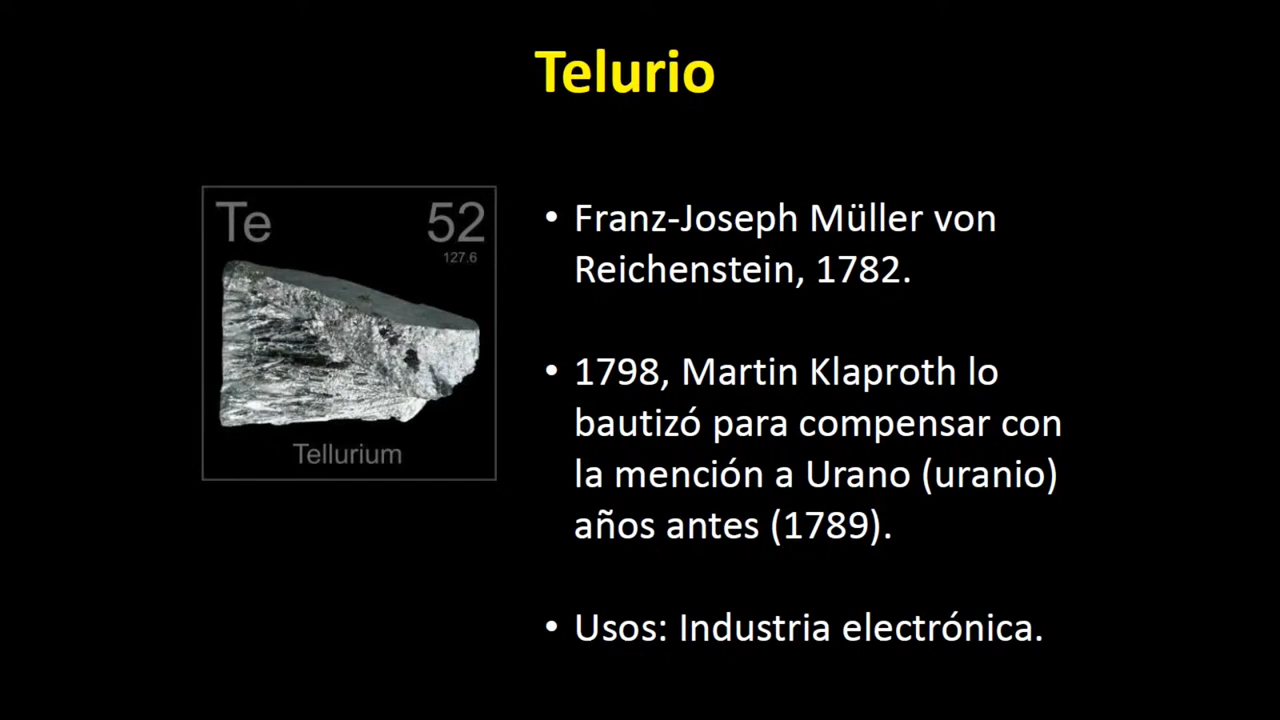 Telurio
Te 52
127.6
Tellurium
• Franz-Joseph Müller von
Reichenstein, 1782.
• 1798, Martin Klaproth lo
bautizó para compensar con
la mención a Urano (uranio)
años antes (1789).
• Usos: Industria electrónica.